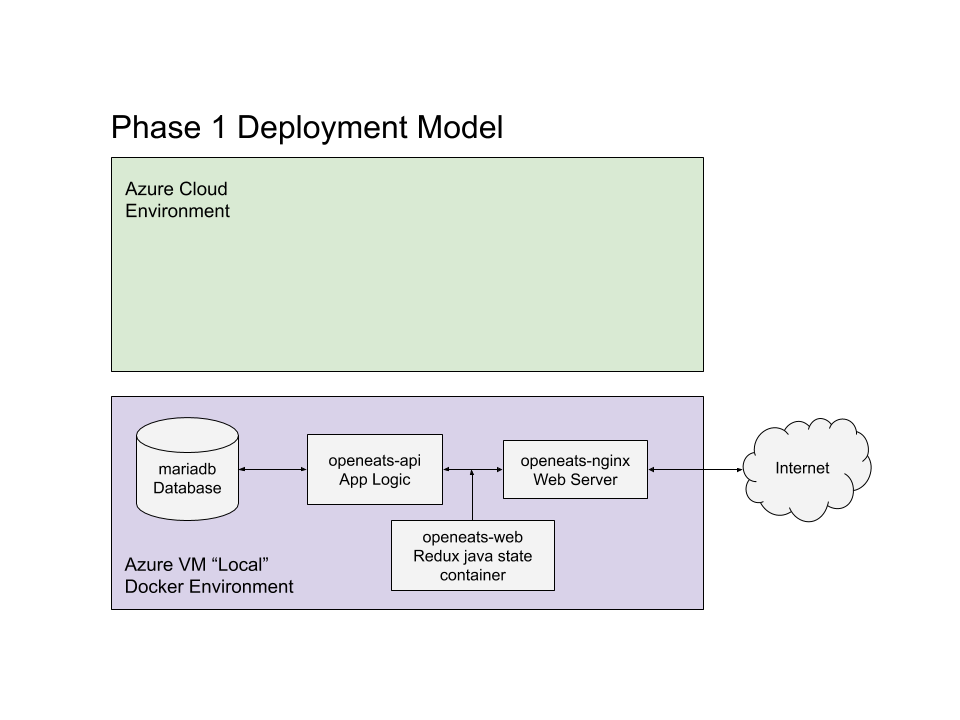 Phase 1 Deployment Model
Azure Cloud
Environment
mariadb
Database
openeats-api
App Logic
openeats-nginx
Web Server
Internet
openeats-web
Redux java state
container
Azure VM “Local”
Docker Environment